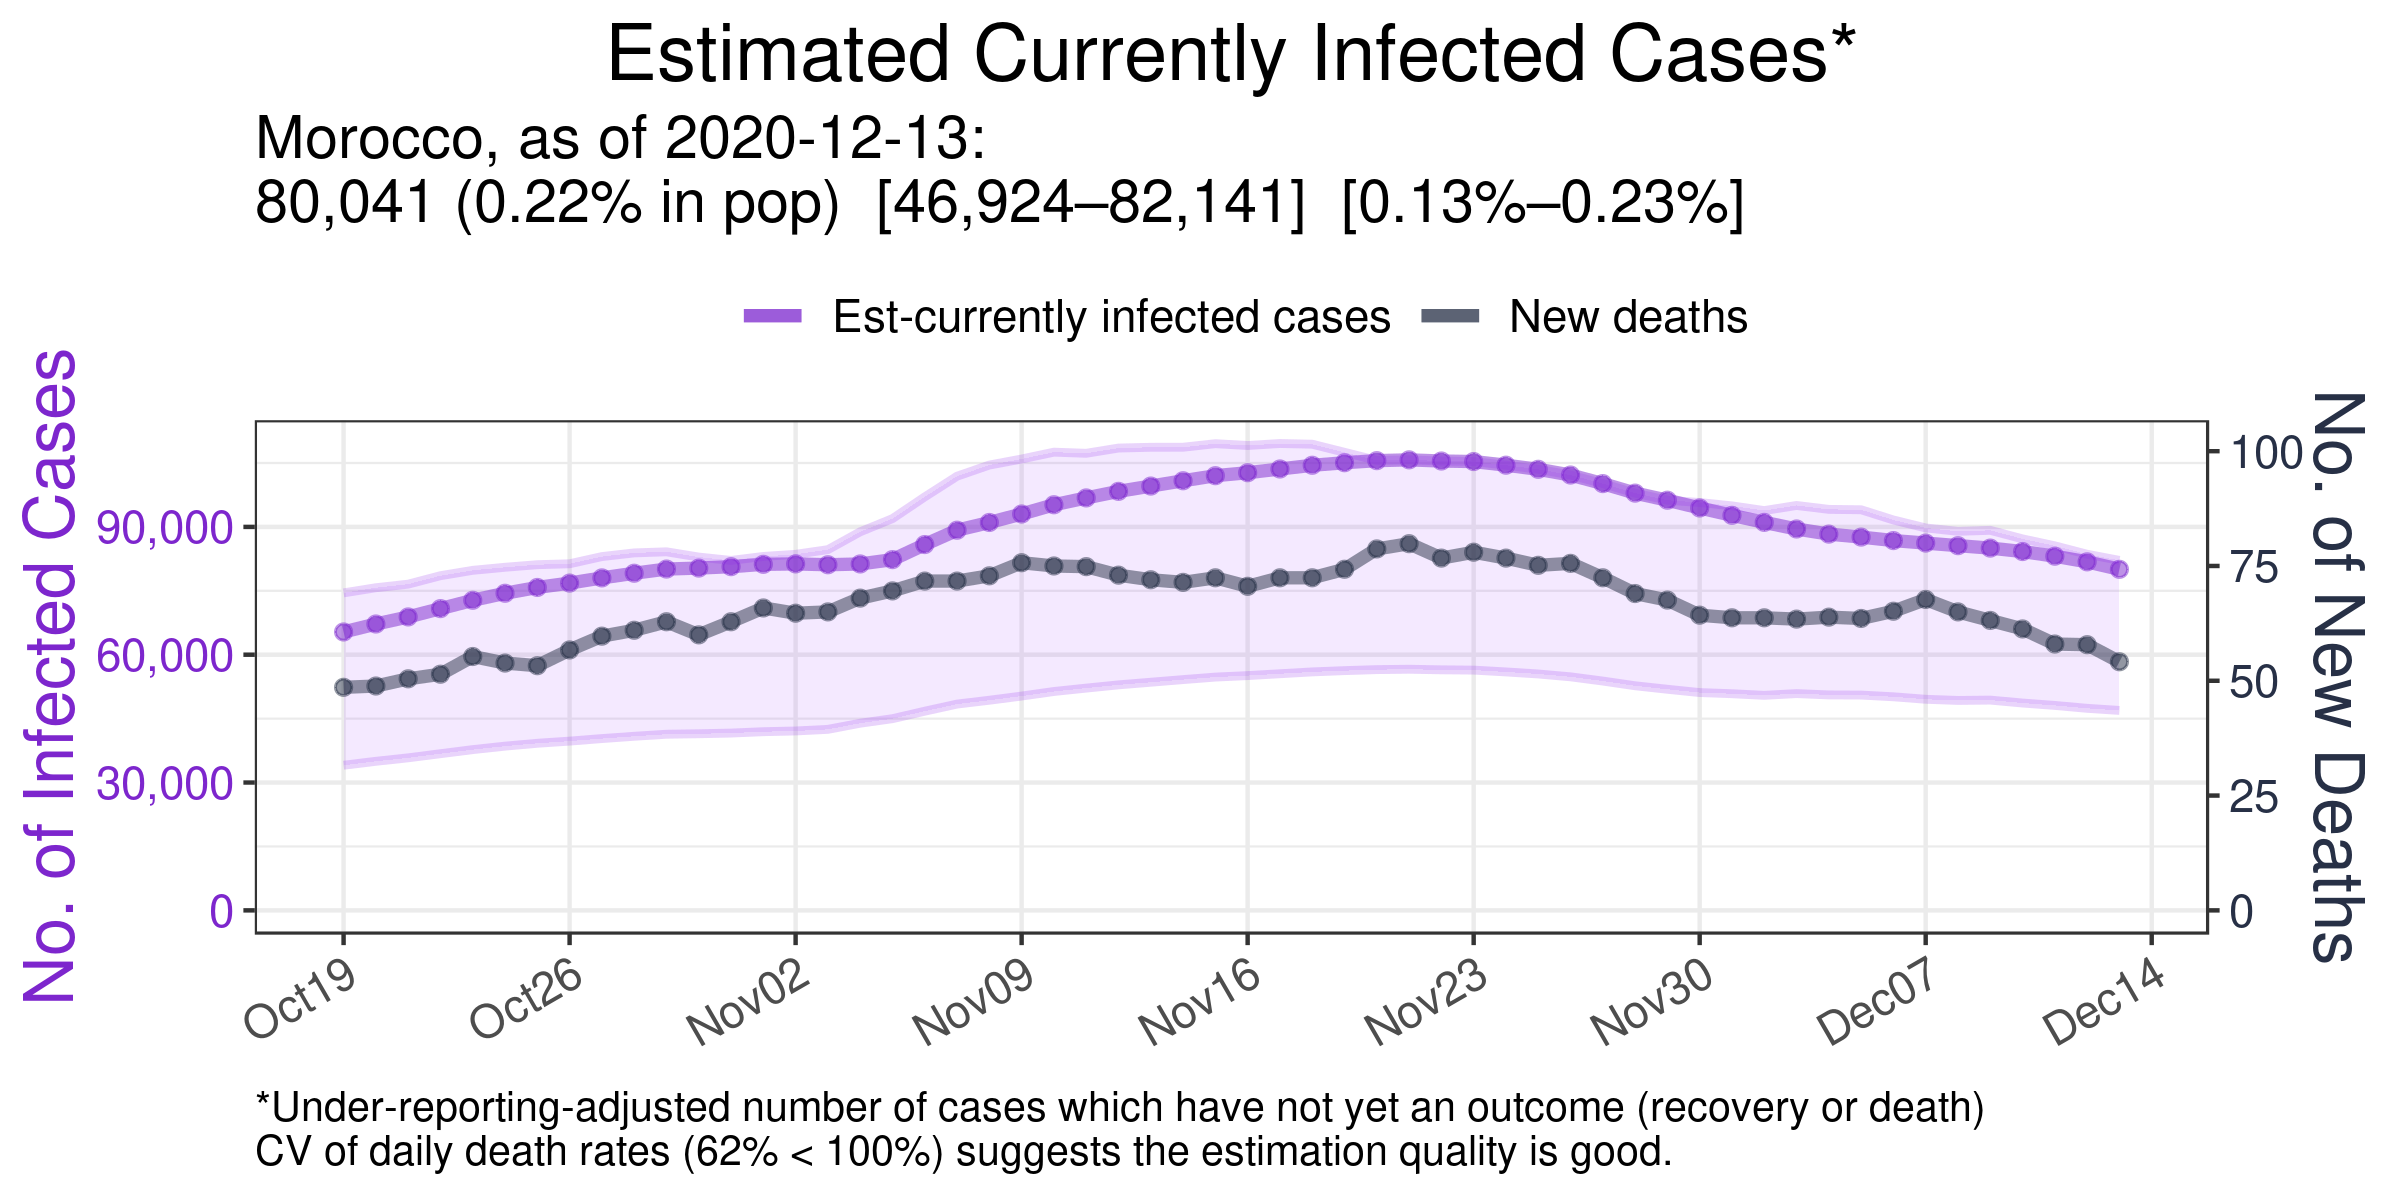 Estimated Currently Infected Cases*
Morocco, as of 2020-12-13:
80,041 (0.22% in pop)  [46,924–82,141]  [0.13%–0.23%]
Est-currently infected cases
New deaths
No. of Infected Cases
90,000
60,000
30,000
0
100
75
50
25
0
No. of New Deaths
Oct19
Oct26
Nov02
Nov09
Nov16
Nov23
Nov30
Dec07
Dec14
*Under-reporting-adjusted number of cases which have not yet an outcome (recovery or death)
CV of daily death rates (62% < 100%) suggests the estimation quality is good.